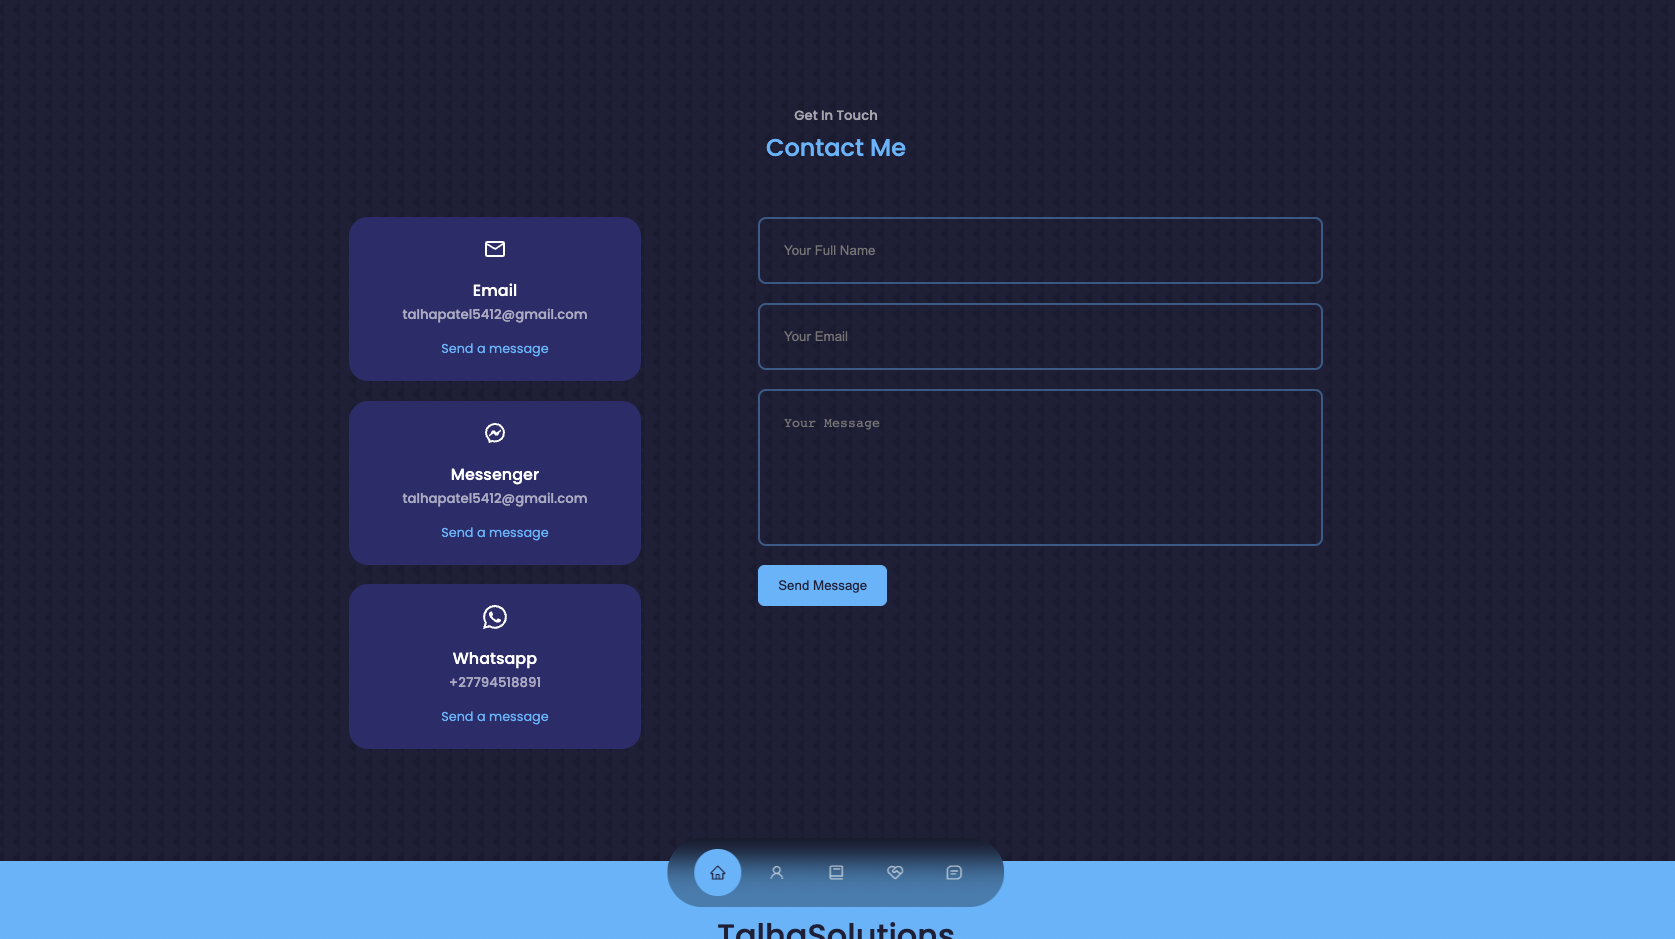 Get In Touch
Contact Me
Email
talhapatel5412@gmail.com
Send a message
Messenger
talhapatel5412@gmail.com
Send a message
Whatsapp
+27794518891
Send a message
Your Full Name
Your Email
Your Message
Send Message
TalhaSolutions